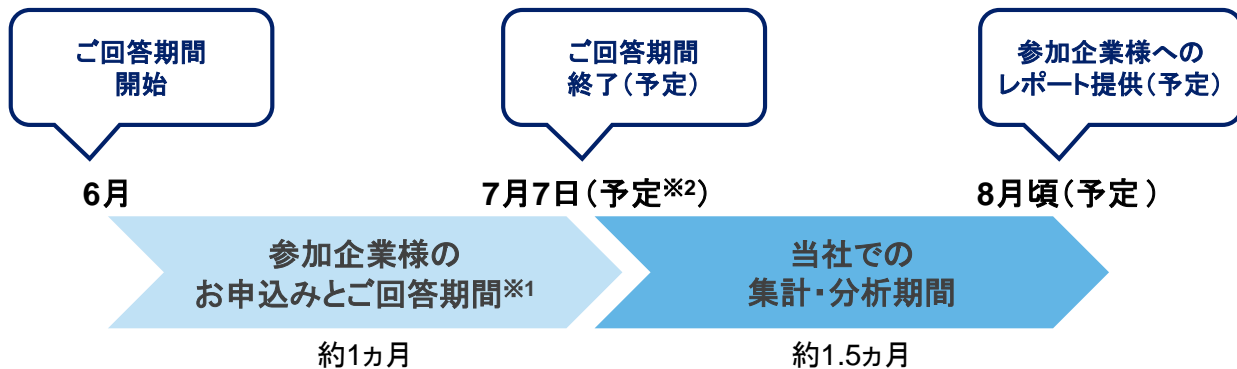 ご回答期間
開始
ご回答期間
終了(予定)
参加企業様への
レポート提供(予定)
6月
7月7日(予定※2)
8月頃(予定)
参加企業様の
お申込みとご回答期間※1
当社での
集計・分析期間
約1ヵ月
約1.5ヵ月